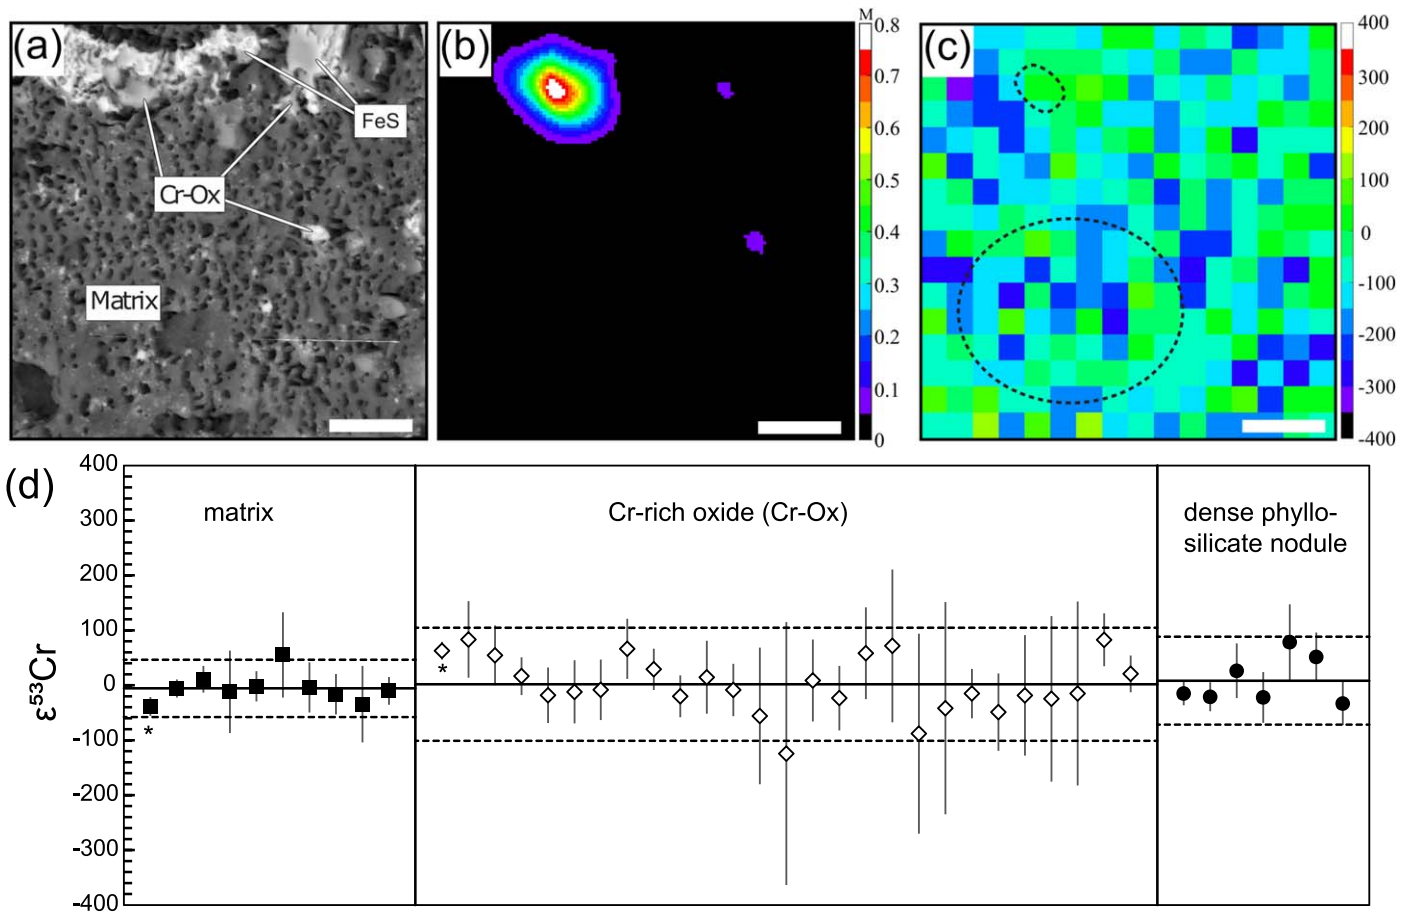 (a)
FeS
Cr-Ox
Matrix
(b)
M
0.8
0.7
0.6
0.5
0.4
0.3
0.2
0.1
0
(c)
400
300
200
100
0
-100
-200
-300
-400
(d)
ε⁵³Cr
400
300
200
100
0
-100
-200
-300
-400
matrix
*
Cr-rich oxide (Cr-Ox)
*
dense phyllo-
silicate nodule